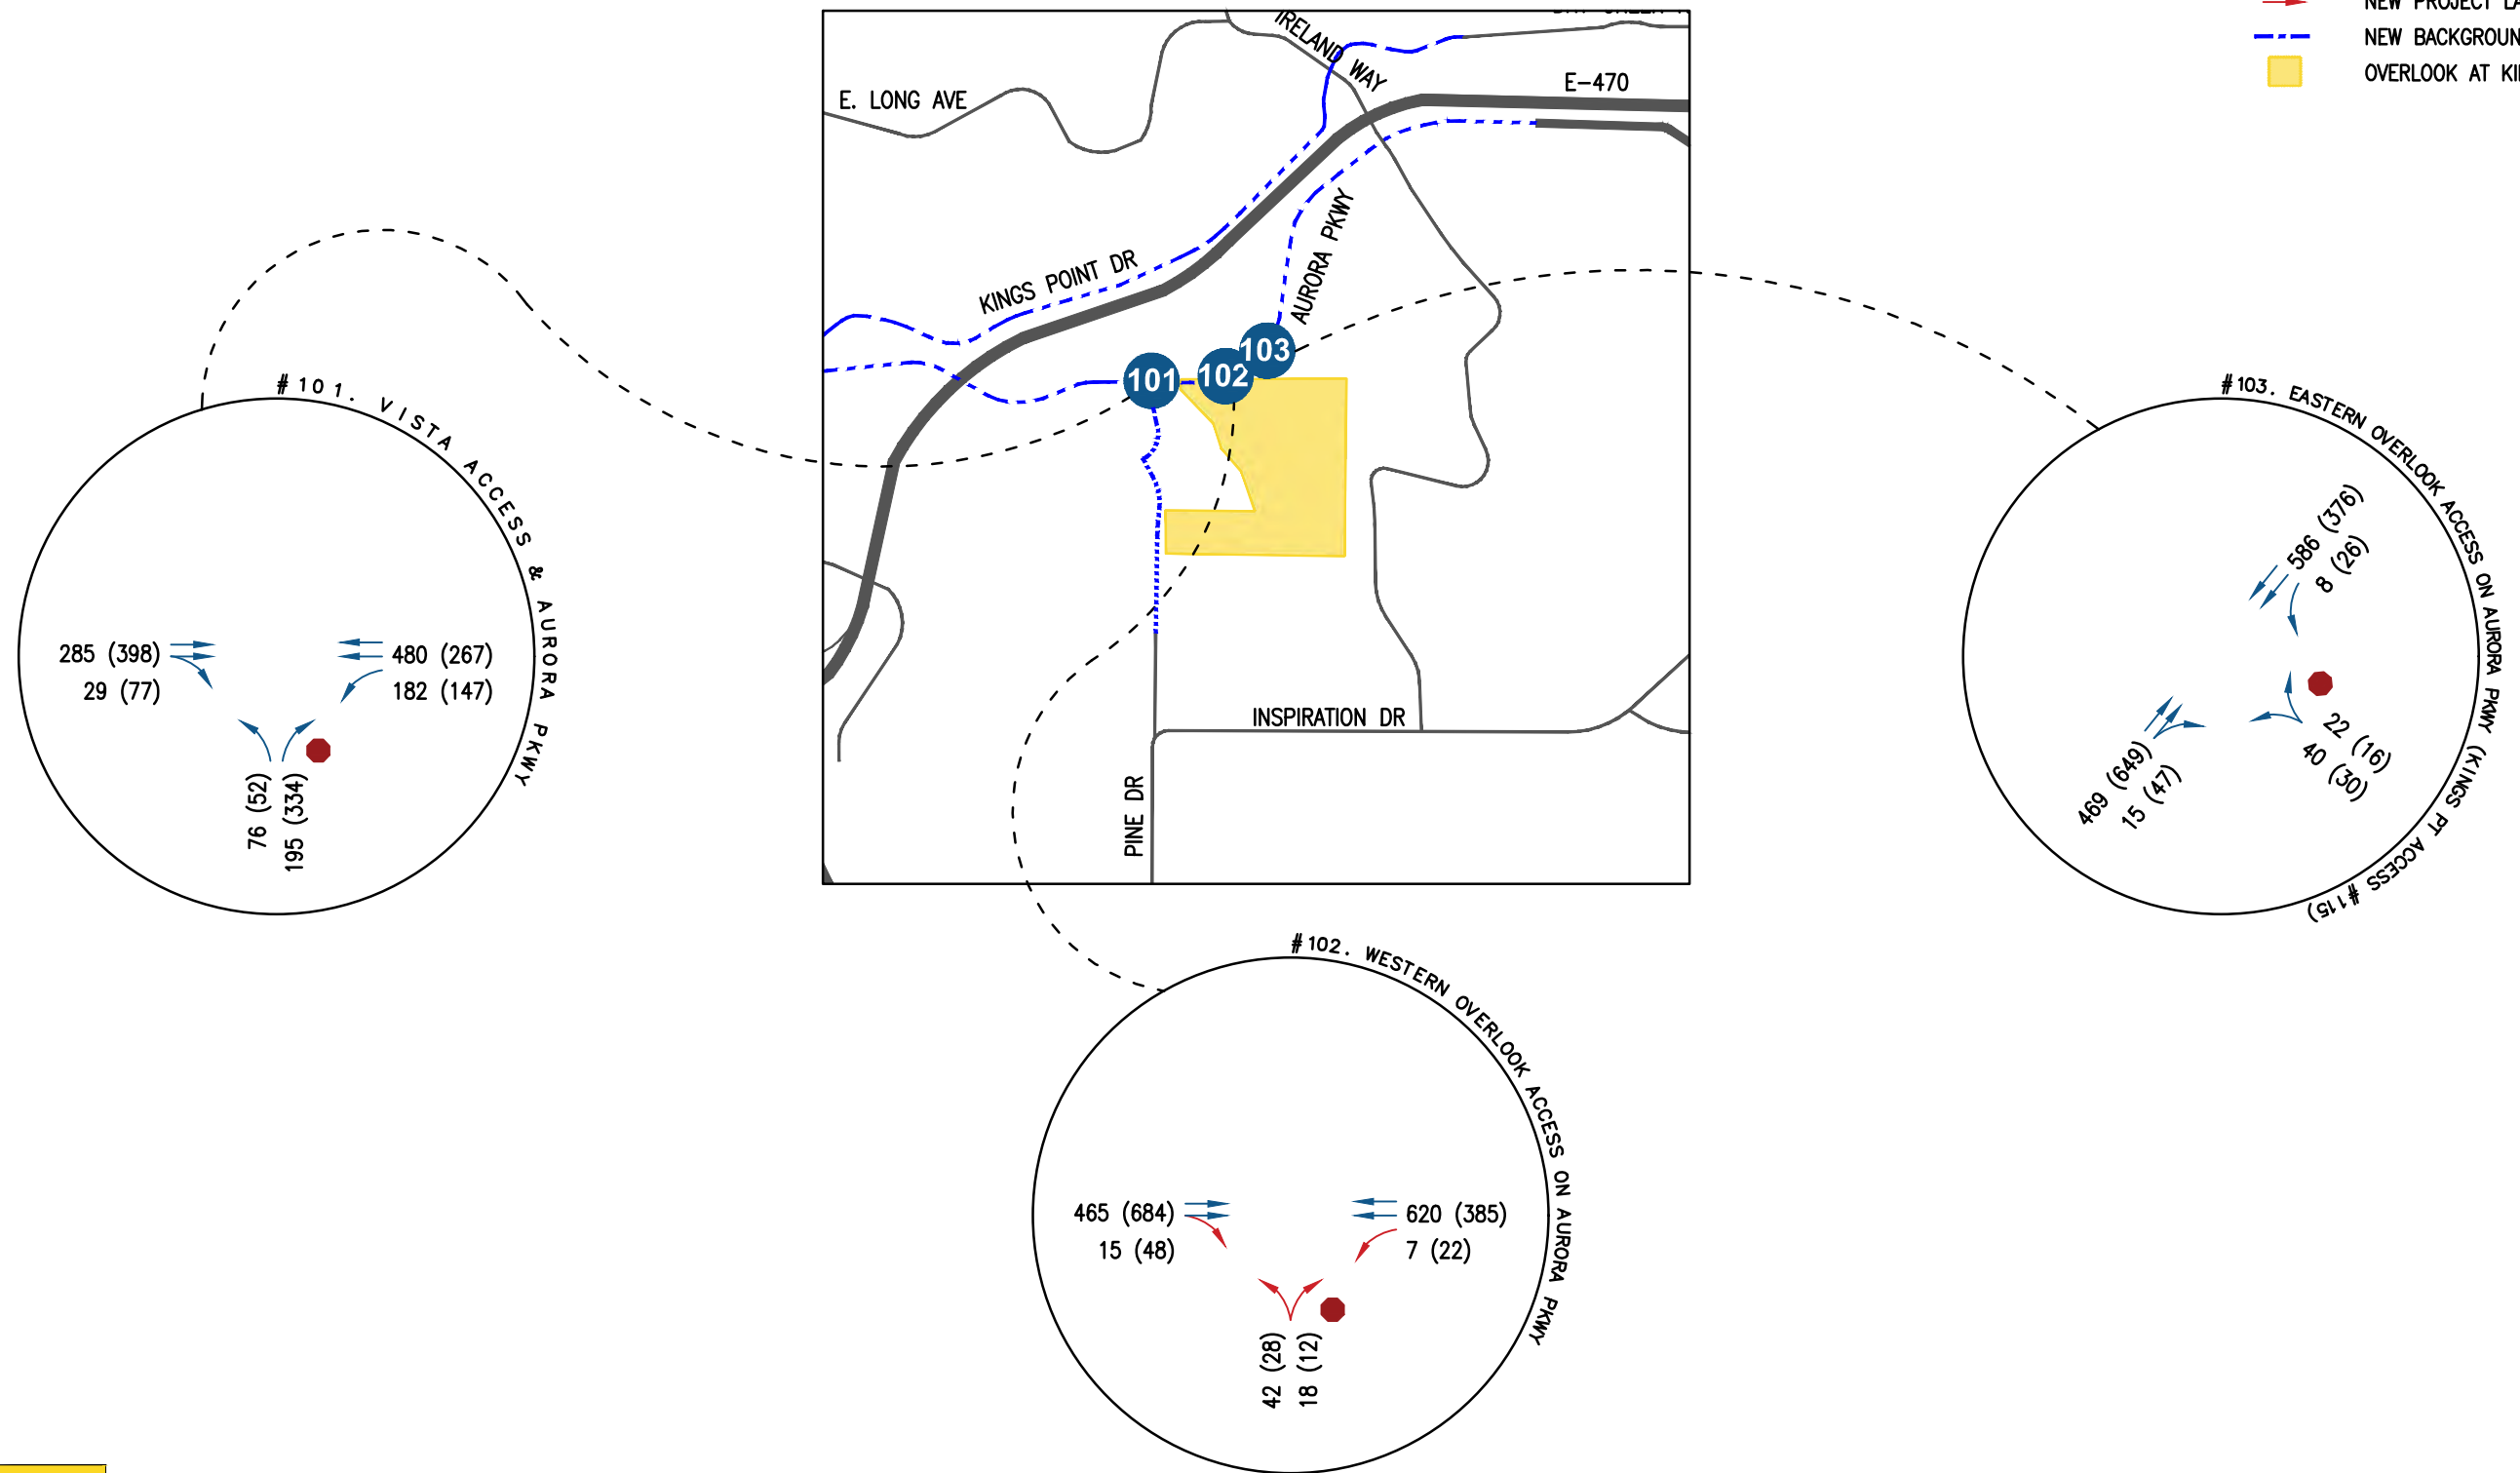 NEW PROJECT
NEW BACKGROUN
OVERLOOK AT
IRELAND WAY
E-470
E. LONG AVE
KINGS POINT DR
AURORA PKWY
101
102
103
INSPIRATION DR
PINE DR
#101. VISTA ACCESS & AURORA PKWY
285 (398)
29 (77)
480 (267)
182 (147)
76 (52)
195 (334)
#103. EASTERN OVERLOOK ACCESS ON AURORA PKWY (KINGS PT ACCESS #115)
586 (376)
8 (26)
22 (16)
40 (30)
469 (649)
15 (47)
#102. WESTERN OVERLOOK ACCESS ON AURORA PKWY
465 (684)
15 (48)
620 (385)
7 (22)
42 (28)
18 (12)